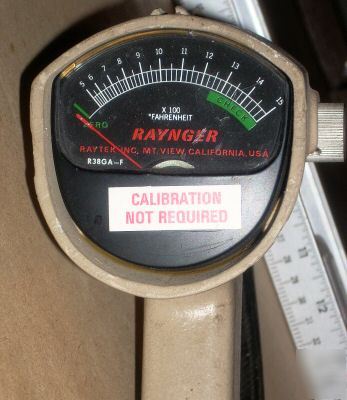 5 6 7 8 9 10 11 12 13 14 15
X 100
°FAHRENHEIT
ZERO
CHECK
RAYNGER
RAYTEK INC, MT. VIEW, CALIFORNIA, USA
R38GA-F
CALIBRATION
NOT REQUIRED